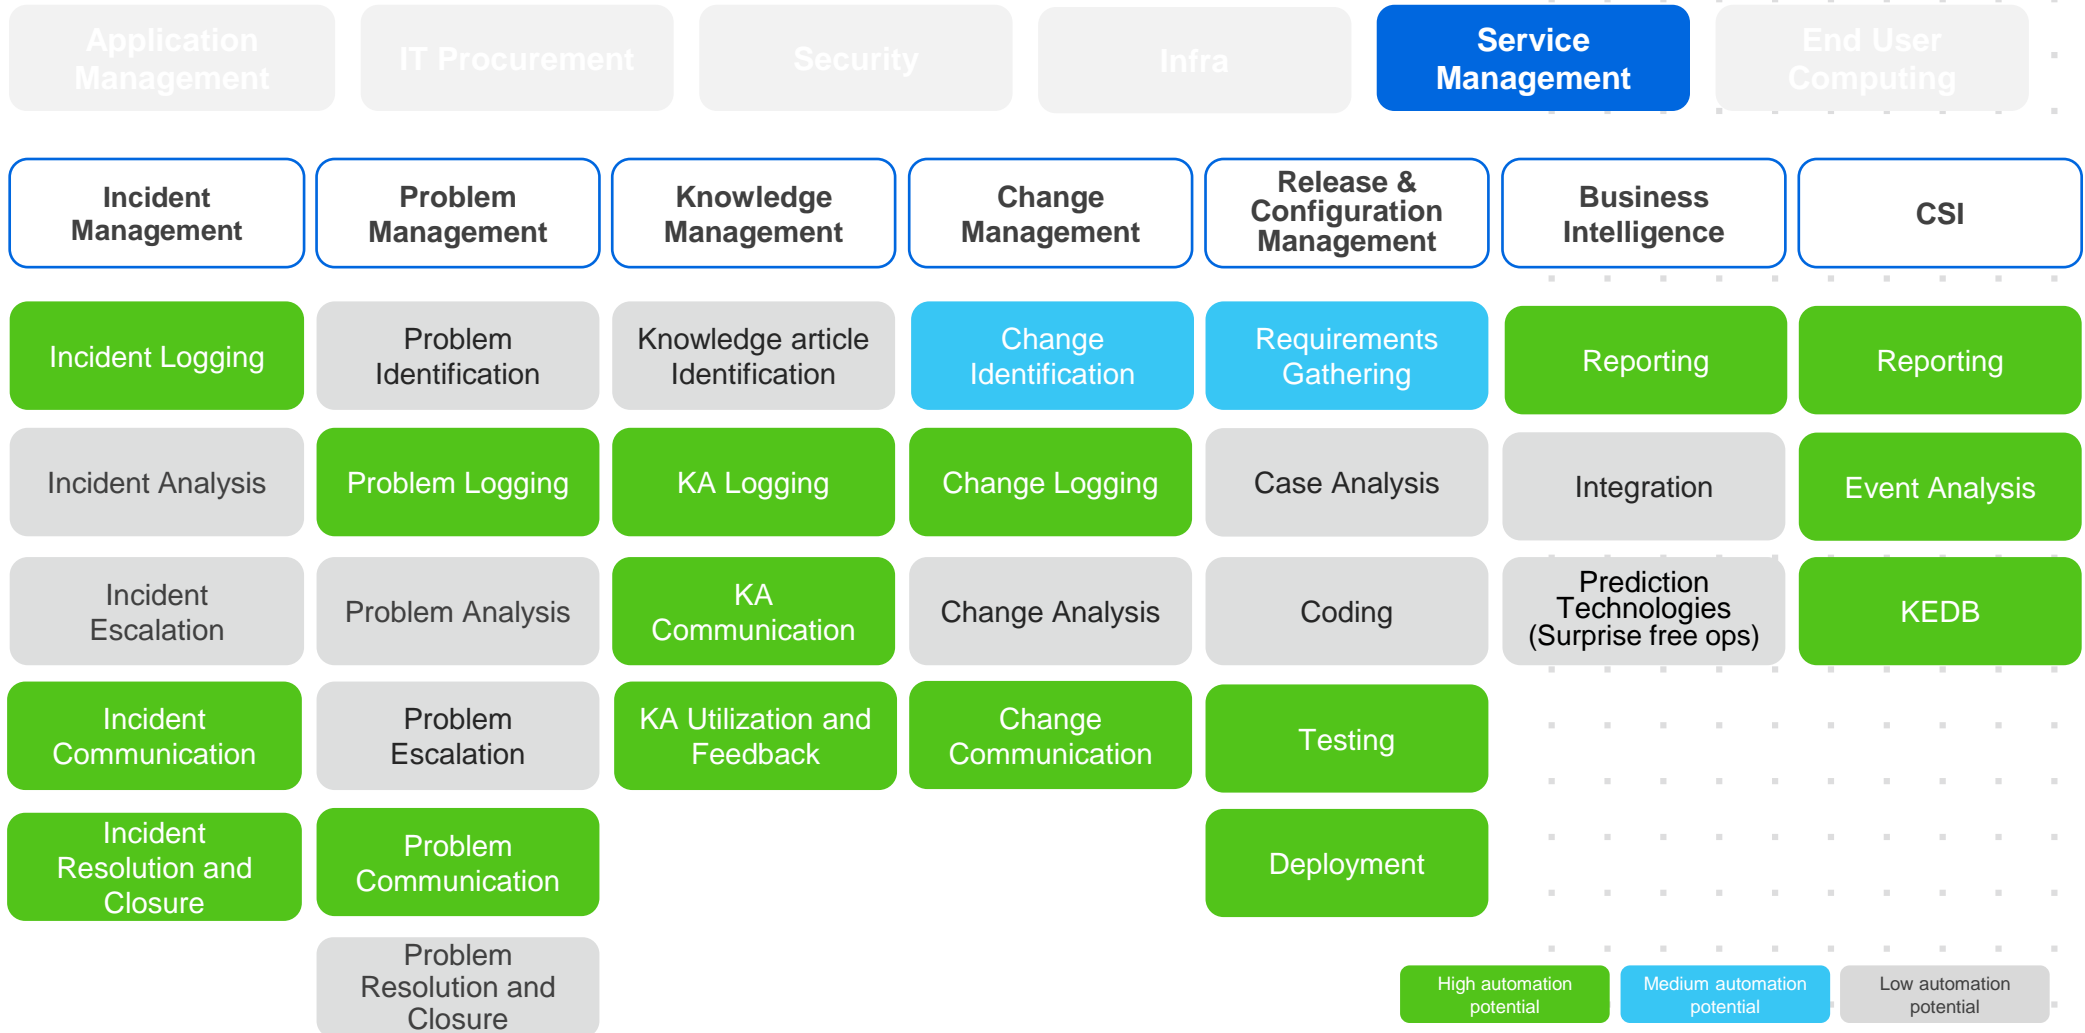 Application
Management
IT Procurement
Security
Infra
Service
Management
End User
Computing
Incident
Management
Problem
Management
Knowledge
Management
Change
Management
Release &
Configuration
Management
Business
Intelligence
CSI
Incident Logging
Problem
Identification
Knowledge article
Identification
Change
Identification
Requirements
Gathering
Reporting
Reporting
Incident Analysis
Problem Logging
KA Logging
Change Logging
Case Analysis
Integration
Event Analysis
Incident
Escalation
Problem Analysis
KA
Communication
Change Analysis
Coding
Prediction
Technologies
(Surprise free ops)
KEDB
Incident
Communication
Problem
Escalation
KA Utilization and
Feedback
Change
Communication
Testing
Incident
Resolution and
Closure
Problem
Communication
Deployment
Problem
Resolution and
Closure
High automation
potential
Medium automation
potential
Low automation
potential